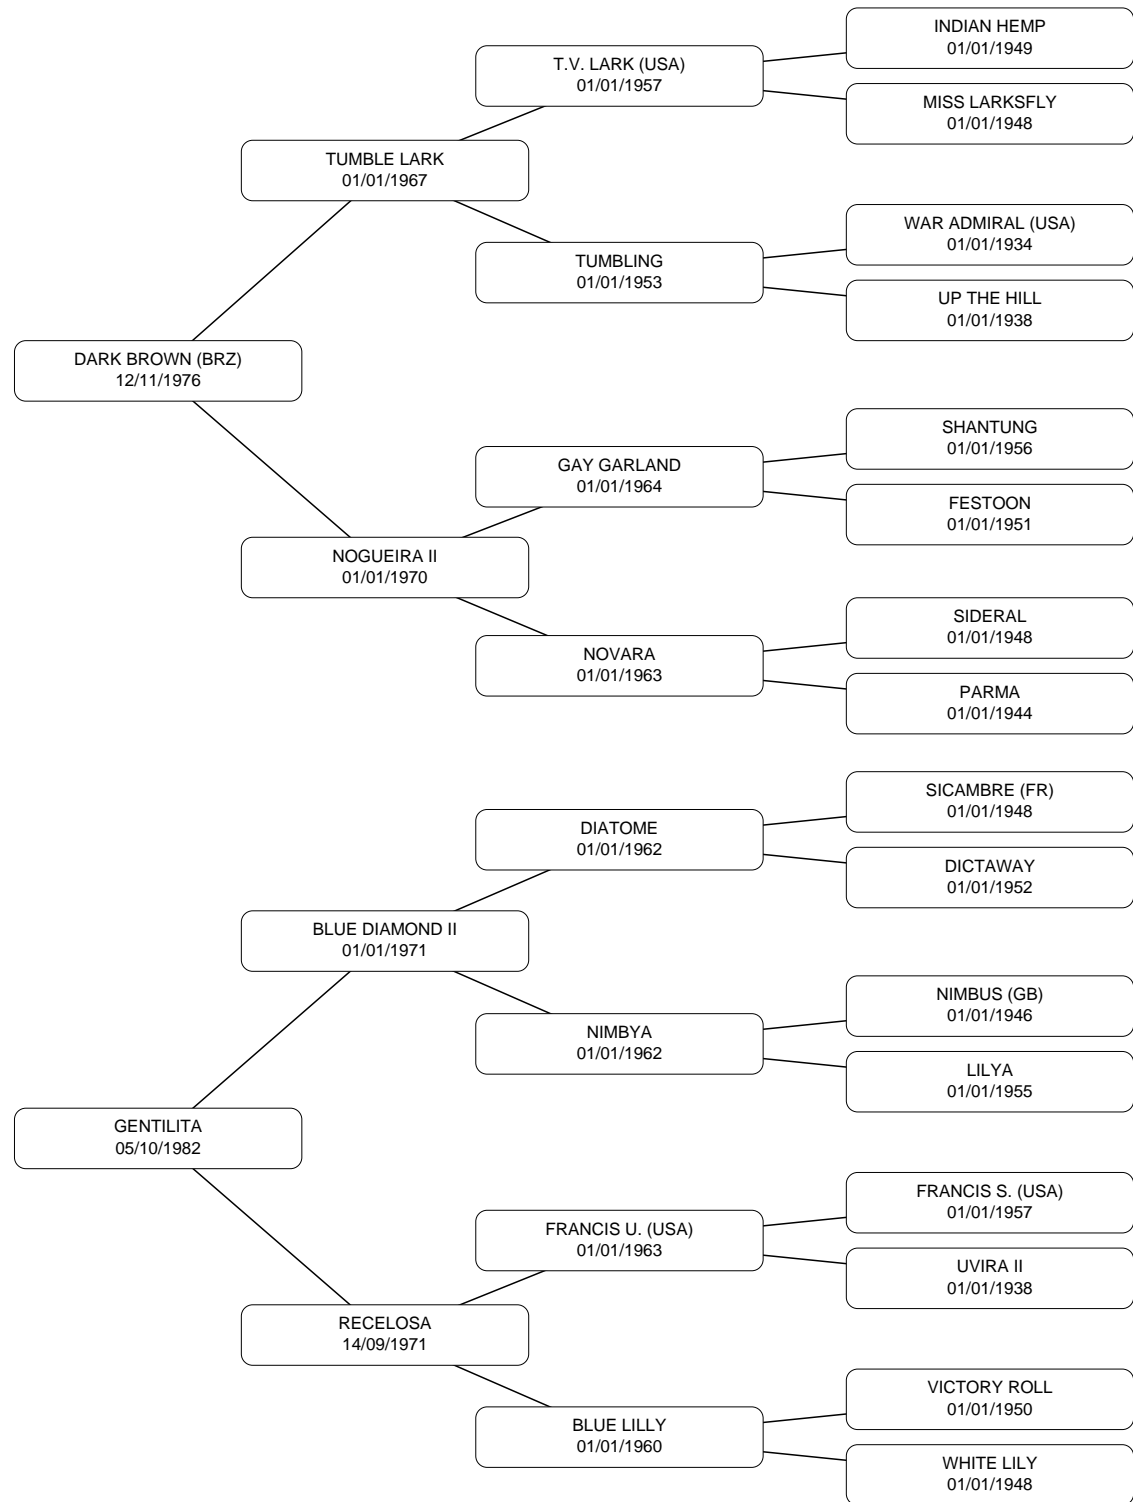 INDIAN HEMP
01/01/1949
T.V. LARK (USA)
01/01/1957
MISS LARKSFLY
01/01/1948
TUMBLE LARK
01/01/1967
WAR ADMIRAL (USA)
01/01/1934
TUMBLING
01/01/1953
UP THE HILL
01/01/1938
DARK BROWN (BRZ)
12/11/1976
SHANTUNG
01/01/1956
GAY GARLAND
01/01/1964
FESTOON
01/01/1951
NOGUEIRA II
01/01/1970
SIDERAL
01/01/1948
NOVARA
01/01/1963
PARMA
01/01/1944
SICAMBRE (FR)
01/01/1948
DIATOME
01/01/1962
DICTAWAY
01/01/1952
BLUE DIAMOND II
01/01/1971
NIMBUS (GB)
01/01/1946
NIMBYA
01/01/1962
LILYA
01/01/1955
GENTILITA
05/10/1982
FRANCIS S. (USA)
01/01/1957
FRANCIS U. (USA)
01/01/1963
UVIRA II
01/01/1938
RECELOSA
14/09/1971
VICTORY ROLL
01/01/1950
BLUE LILLY
01/01/1960
WHITE LILY
01/01/1948